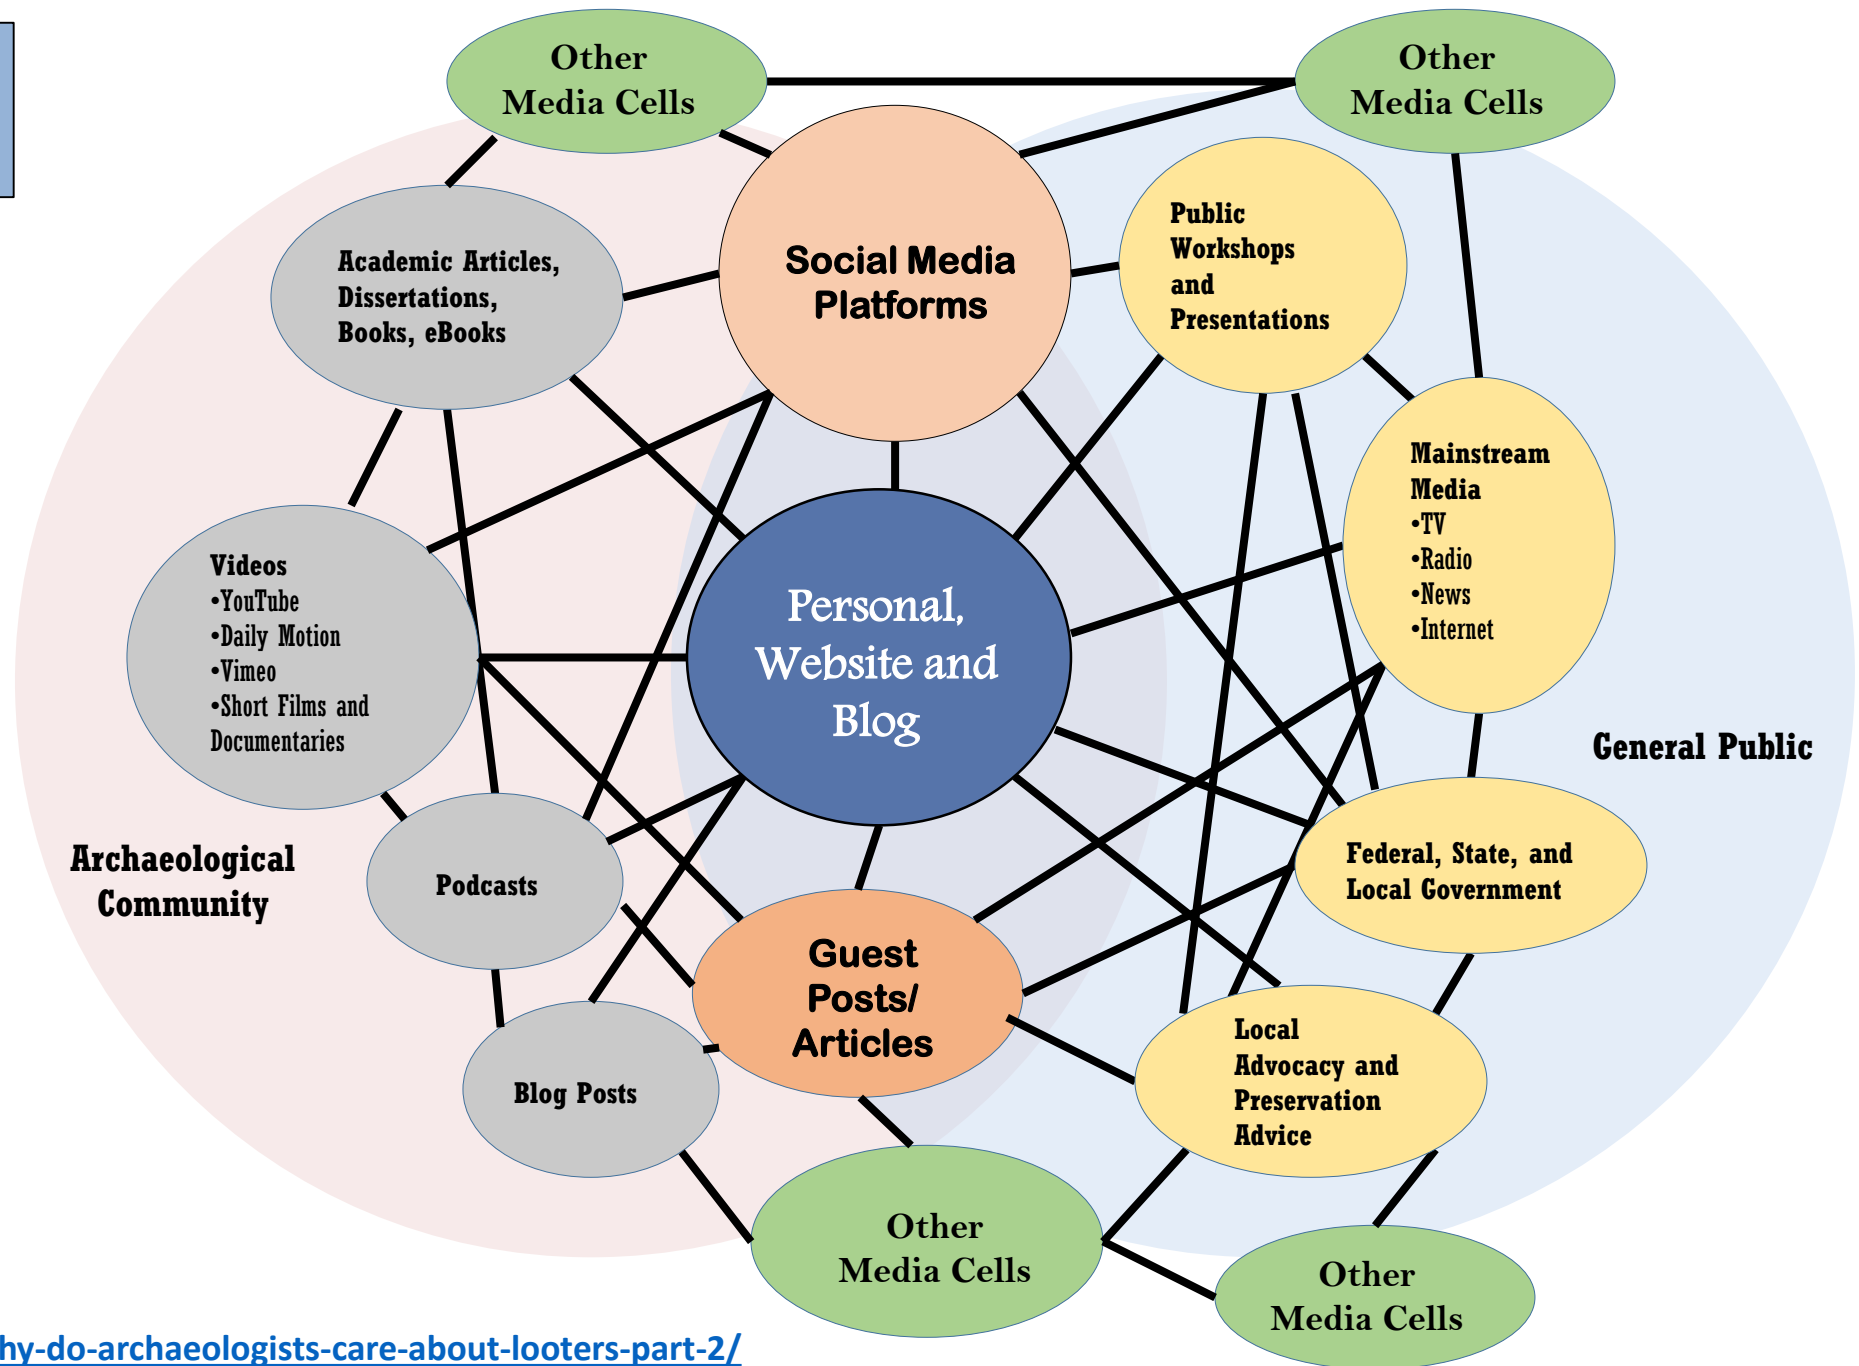 Other
Media Cells
Other
Media Cells
Social Media
Platforms
Public
Workshops
and
Presentations
Academic Articles,
Dissertations,
Books, eBooks
Mainstream
Media
•TV
•Radio
•News
•Internet
Videos
•YouTube
•Daily Motion
•Vimeo
•Short Films and
Documentaries
Personal,
Website and
Blog
General Public
Archaeological
Community
Podcasts
Federal, State, and
Local Government
Guest
Posts/
Articles
Local
Advocacy and
Preservation
Advice
Blog Posts
Other
Media Cells
Other
Media Cells
hy-do-archaeologists-care-about-looters-part-2/